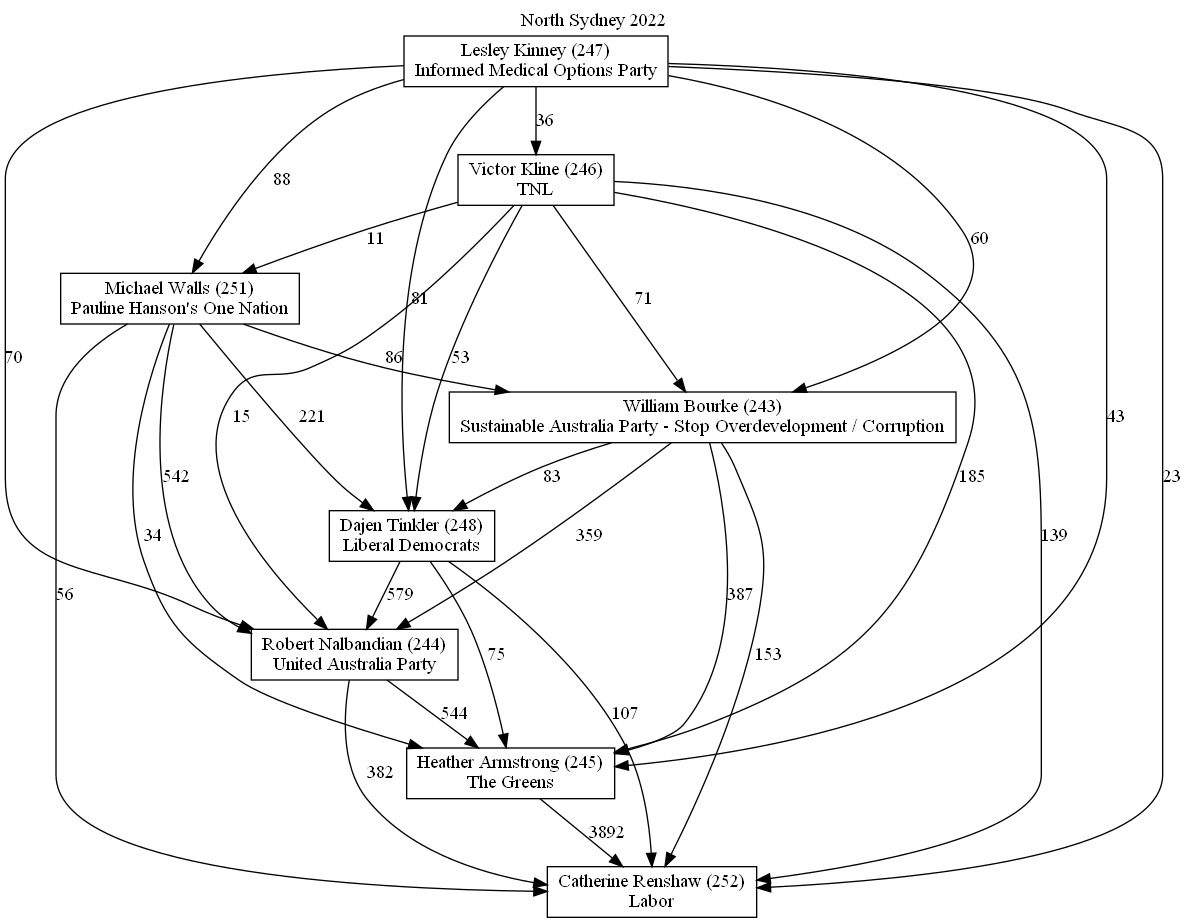 North Sydney 2022
Lesley Kinney (247)
Informed Medical Options Party
36
Victor Kline (246)
TNL
88
11
60
Michael Walls (251)
Pauline Hanson's One Nation
81
71
70
86
53
William Bourke (243)
Sustainable Australia Party - Stop Overdevelopment / Corruption
15
221
43
542
83
185
23
Dajen Tinkler (248)
Liberal Democrats
34
359
139
56
579
387
Robert Nalbandian (244)
United Australia Party
75
153
544
107
Heather Armstrong (245)
The Greens
382
3892
Catherine Renshaw (252)
Labor